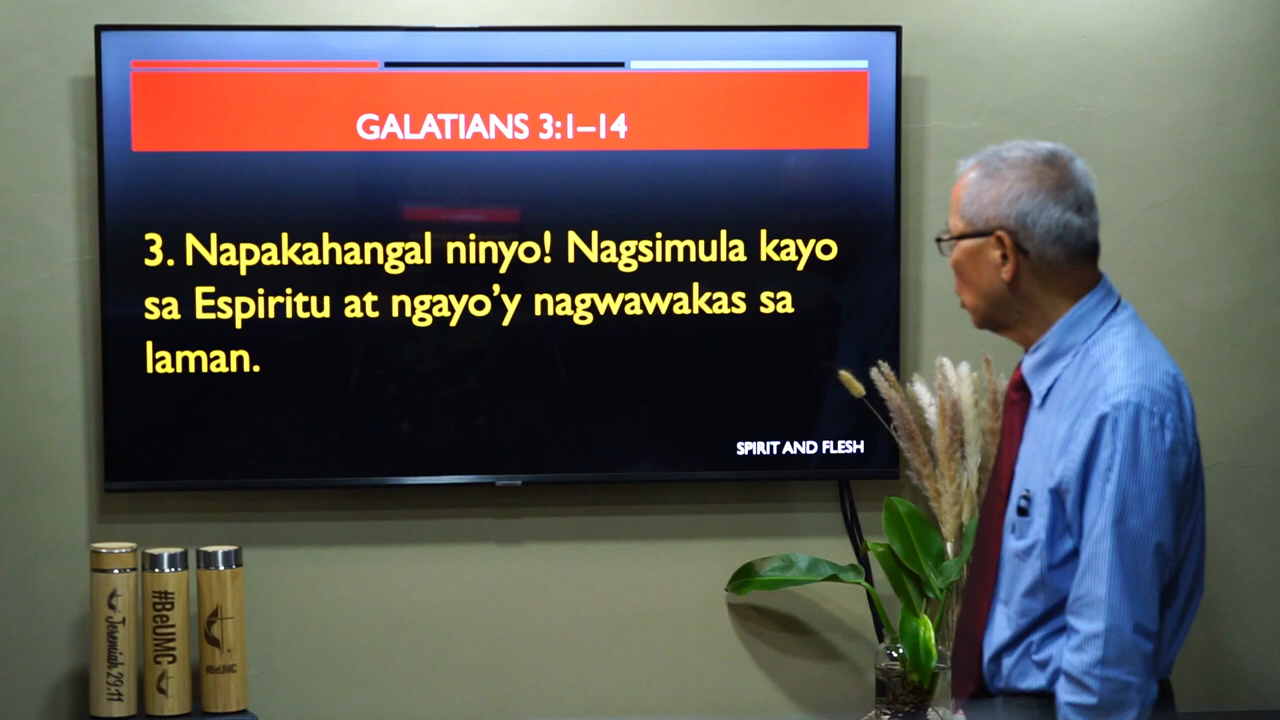 GALATIANS 3:1–14
3. Napakahangal ninyo! Nagsimula kayo
sa Espiritu at ngayo’y nagwawakas sa
laman.
SPIRIT AND FLESH
Jeremiah 29:11
#BeUMC
#BeUMC